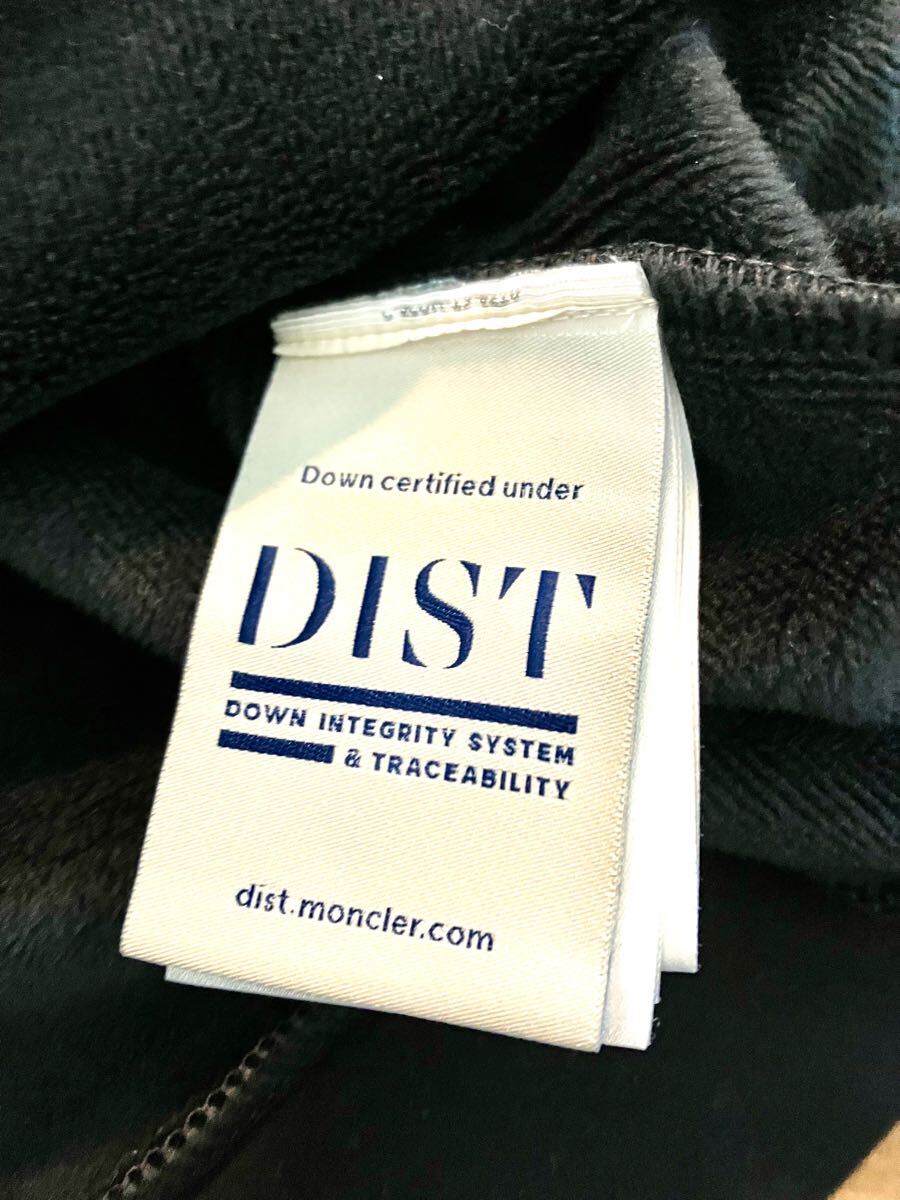 Down certified under
DIST
DOWN INTEGRITY SYSTEM
& TRACEABILITY
dist.moncler.com